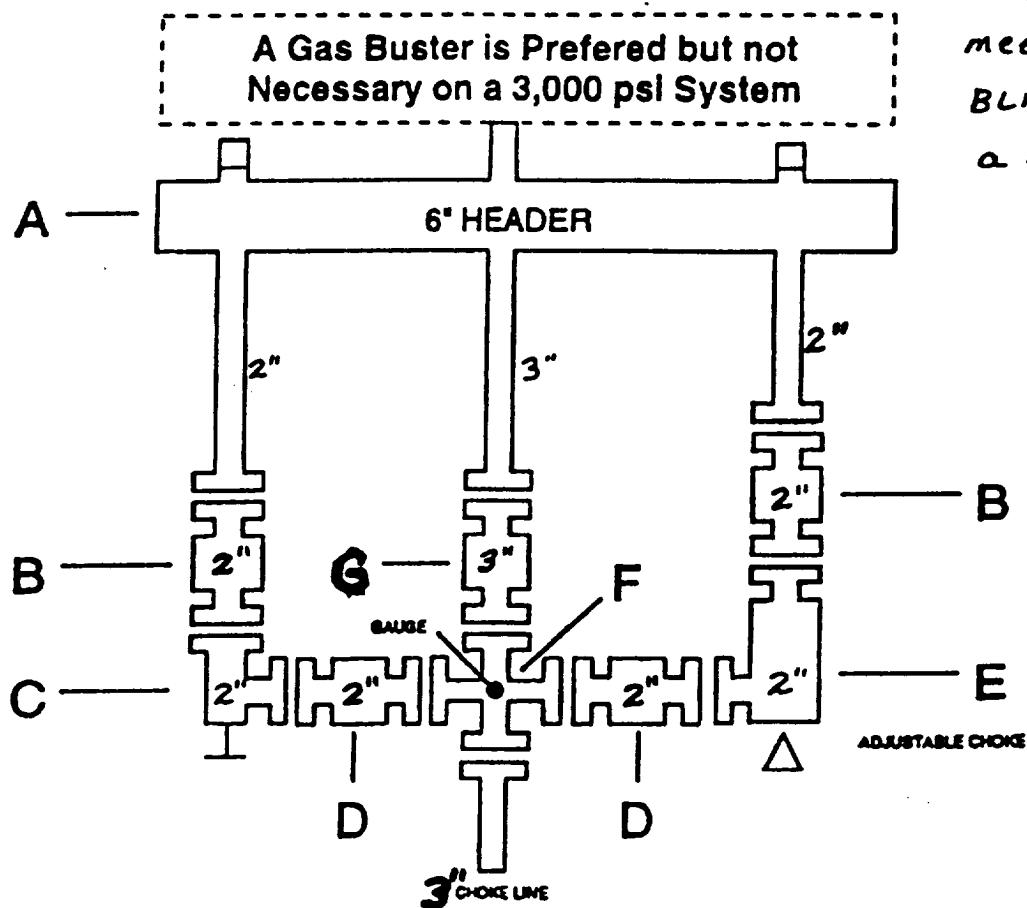 A Gas Buster is Prefered but not
Necessary on a 3,000 psi System
a
A
6" HEADER
2"
3"
2"
B
2"
G
3"
2"
B
F
GAUGE
C
2"
2"
2"
2"
E
ADJUSTABLE CHOKE
D
D
3" CHOKE LINE